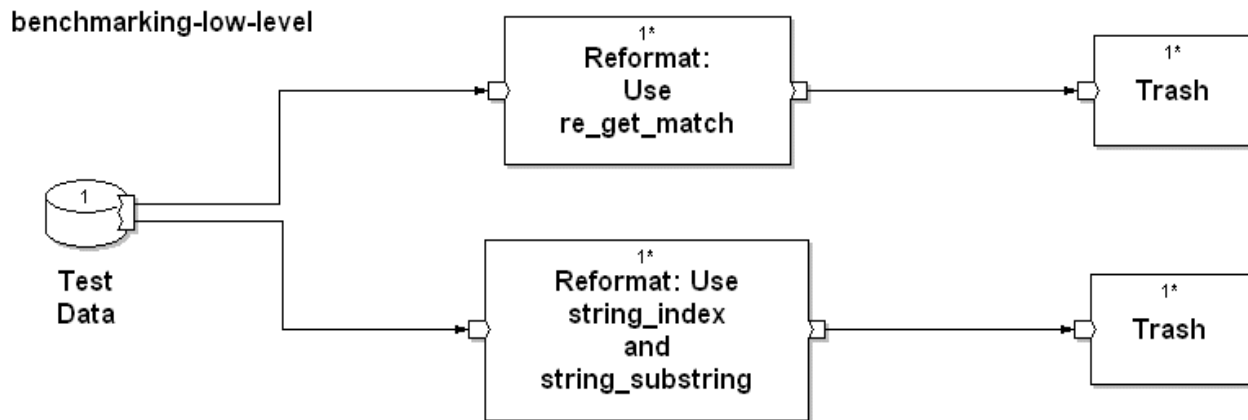 benchmarking-low-level
1*
Reformat:
Use
re_get_match
1*
Trash
1
Test
Data
1*
Reformat: Use
string_index
and
string_substring
1*
Trash